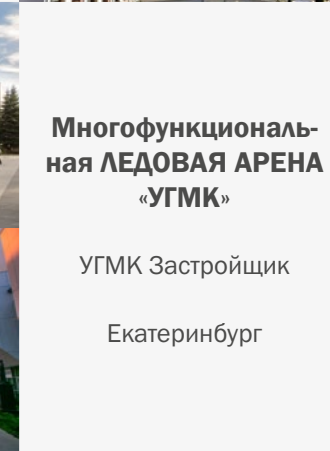 Многофункциональ-
ная ЛЕДОВАЯ АРЕНА
«УГМК»
УГМК Застройщик
Екатеринбург